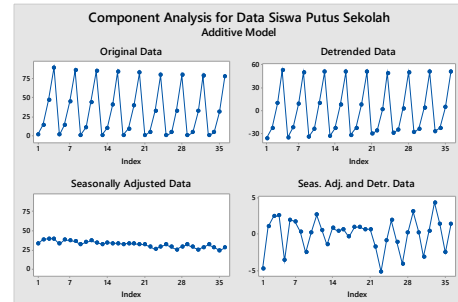 Component Analysis for Data Siswa Putus Sekolah
Additive Model
Original Data
75
50
25
0
1 7 14 21 28 35
Index
Detrended Data
60
30
0
-30
1 7 14 21 28 35
Index
Seasonally Adjusted Data
75
50
25
0
1 7 14 21 28 35
Index
Seas. Adj. and Detr. Data
5
0
-5
1 7 14 21 28 35
Index